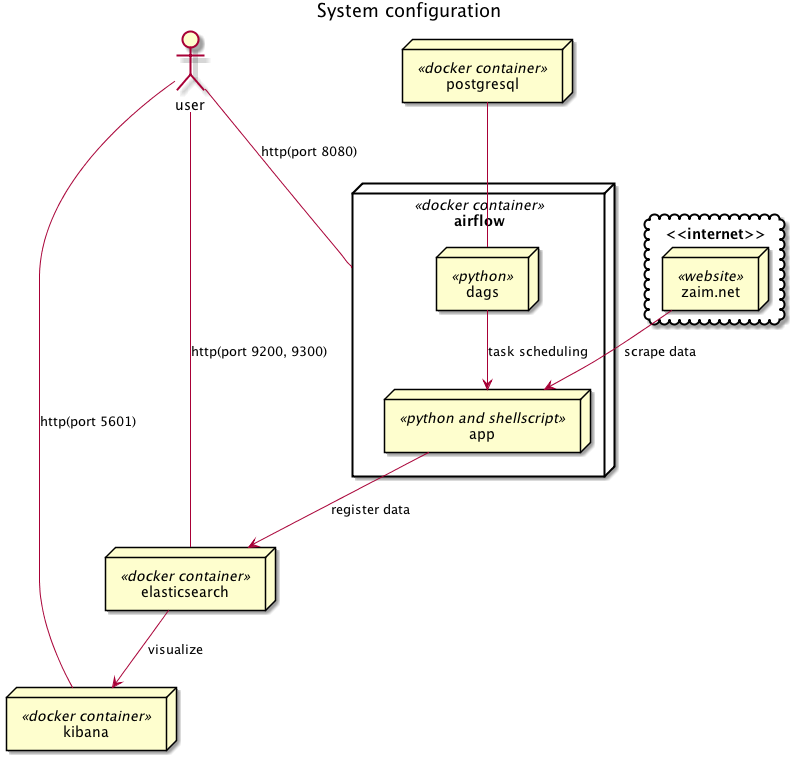 System configuration
user
«docker container»
postgresql
http(port 8080)
«docker container»
airflow
<<internet>>
«python»
dags
«website»
zaim.net
http(port 9200, 9300)
task scheduling
scrape data
http(port 5601)
«python and shellscript»
app
register data
«docker container»
elasticsearch
visualize
«docker container»
kibana